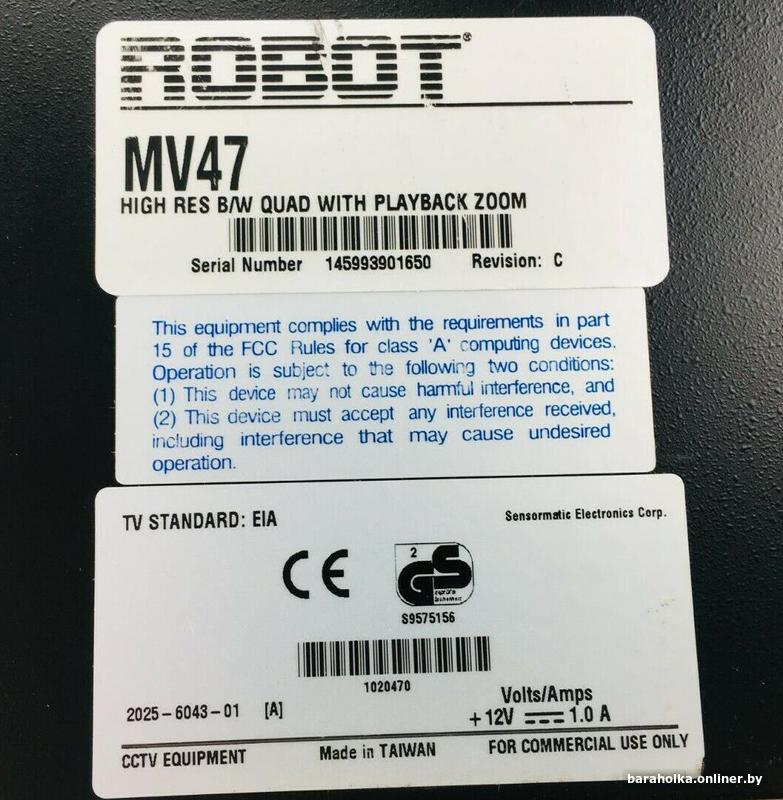 ROBOT®
MV47
HIGH RES B/W QUAD WITH PLAYBACK ZOOM
Serial Number 145993901650 Revision: C
This equipment complies with the requirements in part
15 of the FCC Rules for class 'A' computing devices.
Operation is subject to the following two conditions:
(1) This device may not cause harmful interference, and
(2) This device must accept any interference received,
including interference that may cause undesired
operation.
TV STANDARD: EIA Sensormatic Electronics Corp.
CE
2
GS
geprüfte
Sicherheit
S9575156
1020470
Volts/Amps
2025-6043-01 [A] +12V 1.0 A
CCTV EQUIPMENT Made in TAIWAN FOR COMMERCIAL USE ONLY
baraholka.onliner.by